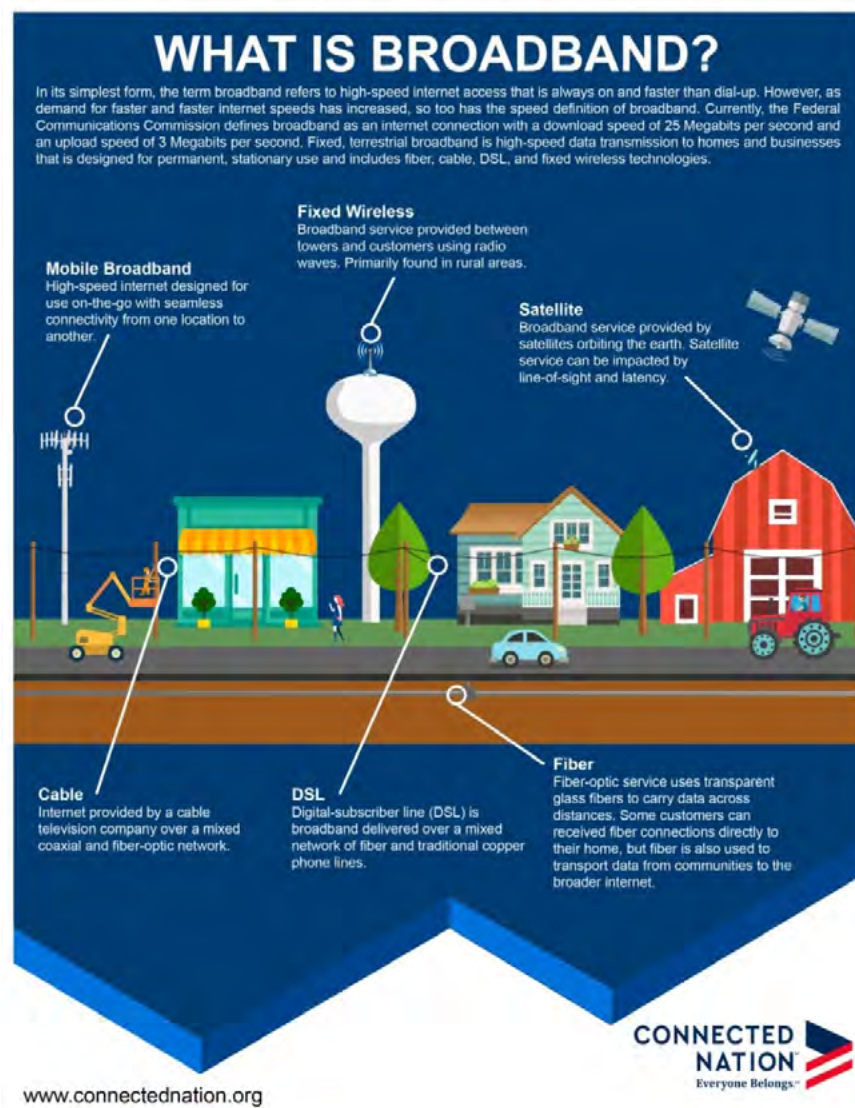 WHAT IS BROADBAND?
In its simplest form, the term broadband refers to high-speed internet access that is always on and faster than dial-up. However, as
demand for faster and faster internet speeds has increased, so too has the speed definition of broadband. Currently, the Federal
Communications Commission defines broadband as an internet connection with a download speed of 25 Megabits per second and
an upload speed of 3 Megabits per second. Fixed, terrestrial broadband is high-speed data transmission to homes and businesses
that is designed for permanent, stationary use and includes fiber, cable, DSL, and fixed wireless technologies.
Fixed Wireless
Broadband service provided between
towers and customers using radio
waves. Primarily found in rural areas.
Mobile Broadband
High-speed internet designed for
use on-the-go with seamless
connectivity from one location to
another.
Satellite
Broadband service provided by
satellites orbiting the earth. Satellite
service can be impacted by
line-of-sight and latency.
Cable
Internet provided by a cable
television company over a mixed
coaxial and fiber-optic network.
DSL
Digital-subscriber line (DSL) is
broadband delivered over a mixed
network of fiber and traditional copper
phone lines.
Fiber
Fiber-optic service uses transparent
glass fibers to carry data across
distances. Some customers can
received fiber connections directly to
their home, but fiber is also used to
transport data from communities to the
broader internet.
CONNECTED
NATION™
Everyone Belongs.℠
www.connectednation.org